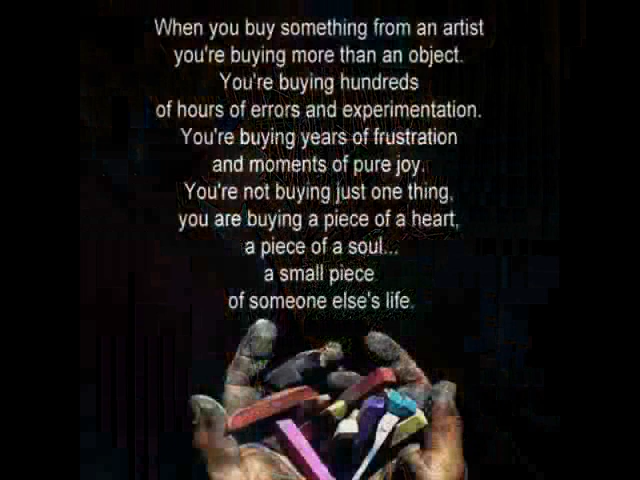 When you buy something from an artist
you're buying more than an object.
You're buying hundreds
of hours of errors and experimentation.
You're buying years of frustration
and moments of pure joy.
You're not buying just one thing,
you are buying a piece of a heart,
a piece of a soul...
a small piece
of someone else's life.